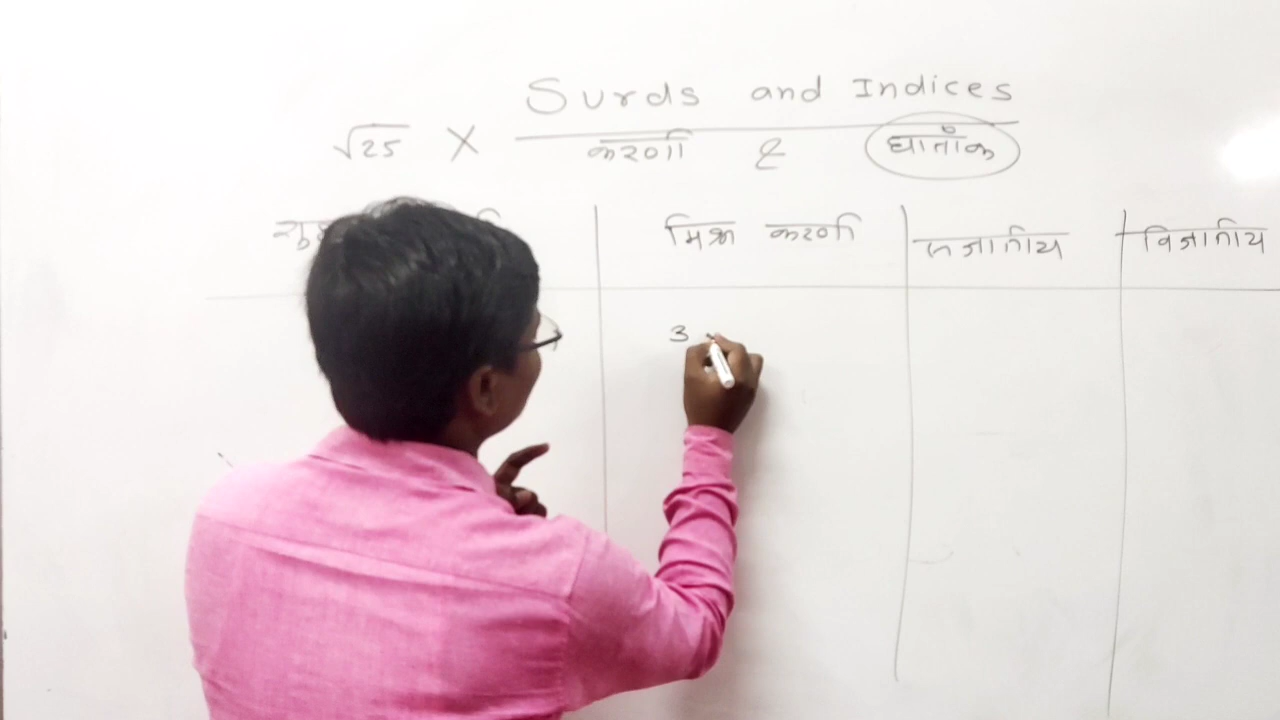 Surds and Indices
√25 X करणी & घातांक
मिश्र करणी सजातीय विजातीय
3